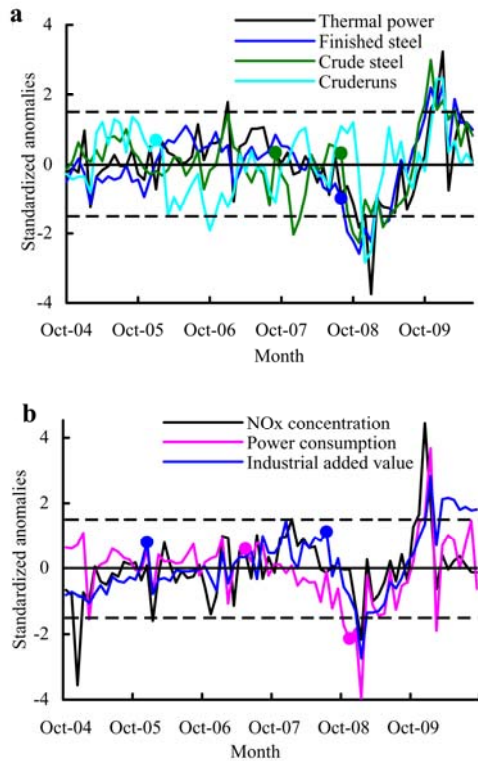 a
Thermal power
Finished steel
Crude steel
Cruderuns
Standardized anomalies
4
2
0
-2
-4
Oct-04 Oct-05 Oct-06 Oct-07 Oct-08 Oct-09
Month
b
NOx concentration
Power consumption
Industrial added value
Standardized anomalies
4
2
0
-2
-4
Oct-04 Oct-05 Oct-06 Oct-07 Oct-08 Oct-09
Month